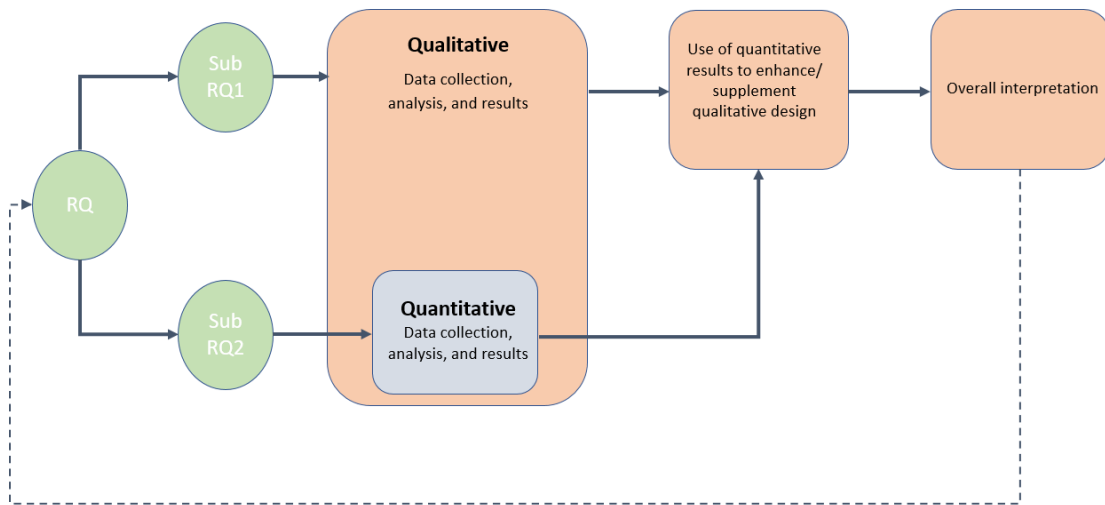 Sub
RQ1
Qualitative
Data collection,
analysis, and results
Use of quantitative
results to enhance/
supplement
qualitative design
Overall interpretation
RQ
Sub
RQ2
Quantitative
Data collection,
analysis, and results